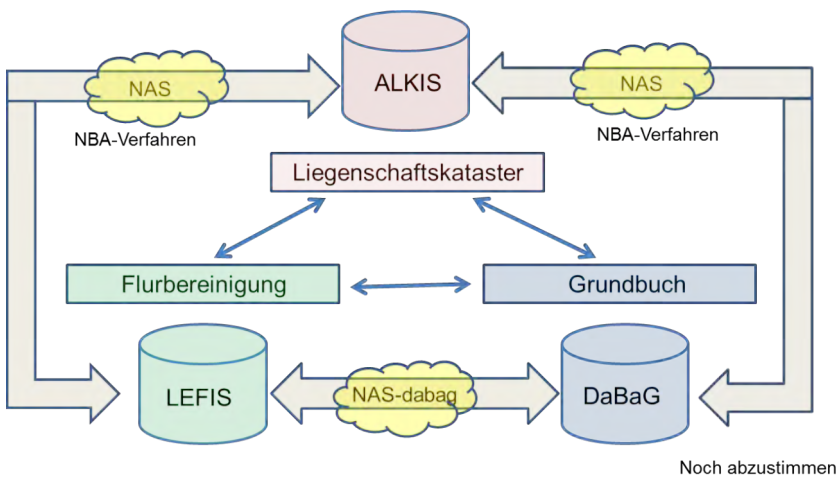 NAS
ALKIS
NAS
NBA-Verfahren
NBA-Verfahren
Liegenschaftskataster
Flurbereinigung
Grundbuch
LEFIS
NAS-dabag
DaBaG
Noch abzustimmen